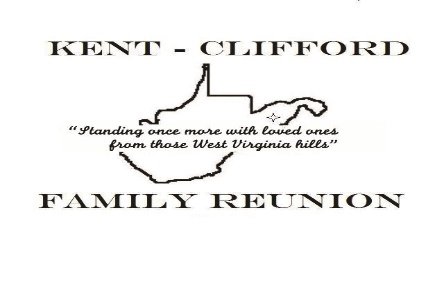 KENT - CLIFFORD
"Standing once more with loved ones
from those West Virginia hills"
FAMILY REUNION